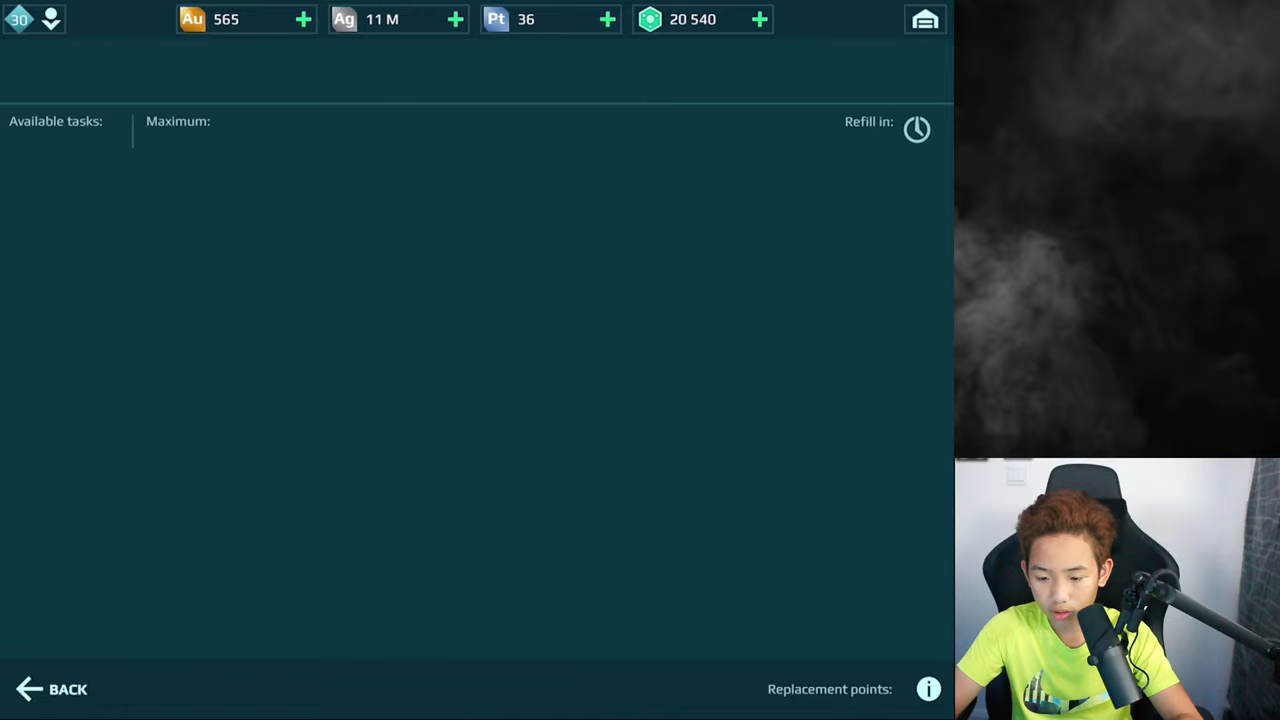 30 Au 565 Ag 11 M Pt 36 20 540
Available tasks: Maximum: Refill in:
BACK Replacement points: i